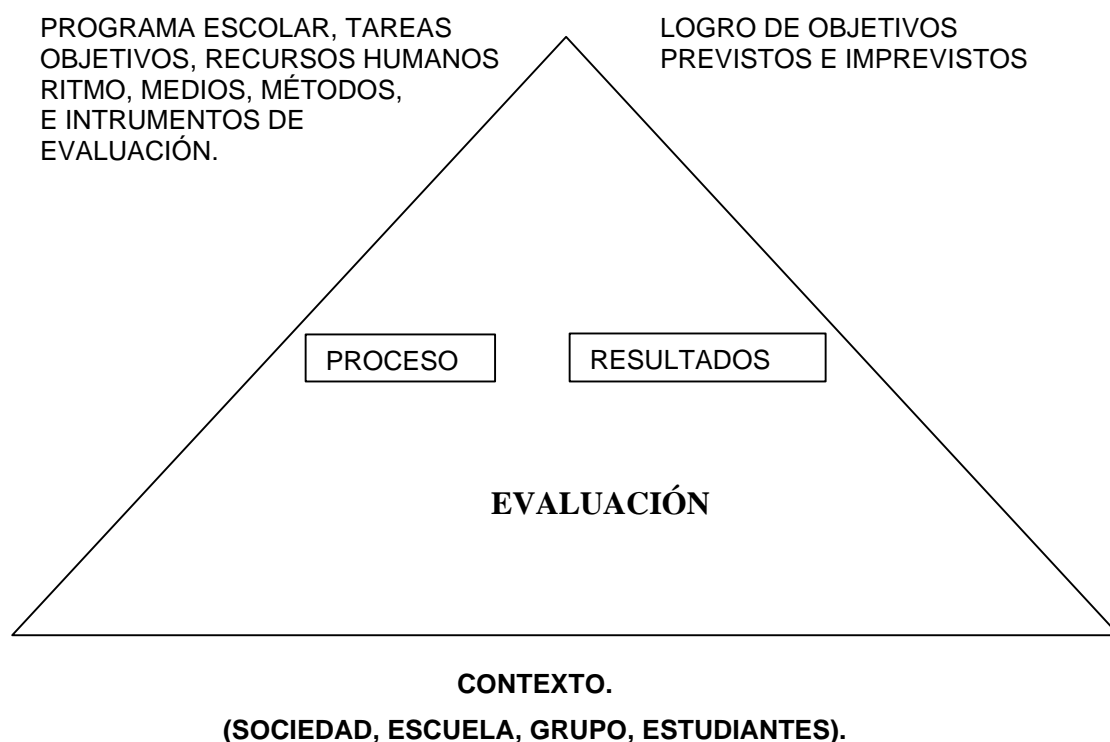 PROGRAMA ESCOLAR, TAREAS
OBJETIVOS, RECURSOS HUMANOS
RITMO, MEDIOS, MÉTODOS,
E INTRUMENTOS DE
EVALUACIÓN.
LOGRO DE OBJETIVOS
PREVISTOS E IMPREVISTOS
PROCESO
RESULTADOS
EVALUACIÓN
CONTEXTO.
(SOCIEDAD, ESCUELA, GRUPO, ESTUDIANTES).